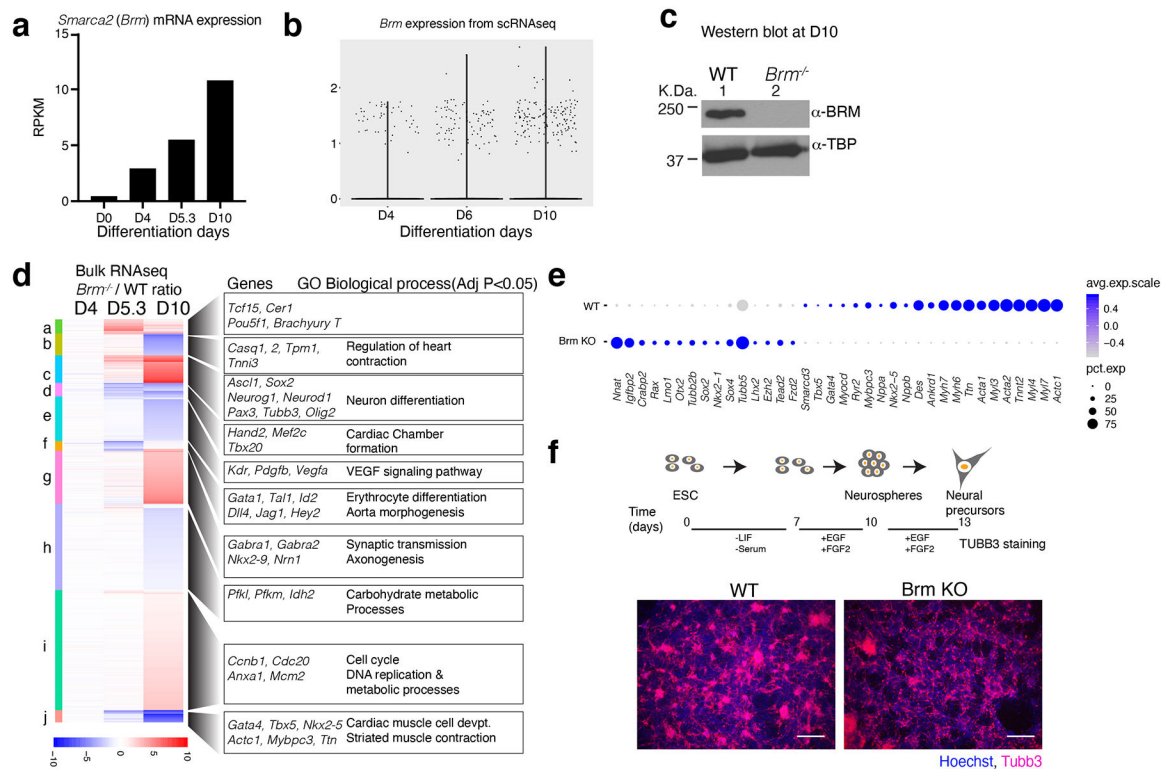 a
Smarca2 (Brm) mRNA expression
RPKM
15
10
5
0
D0 D4 D5.3 D10
Differentiation days
b
Brm expression from scRNAseq
2
1
0
D4 D6 D10
Differentiation days
c
Western blot at D10
WT Brm-/-
K.Da. 1 2
250
α-BRM
37
α-TBP
d
Bulk RNAseq
Brm-/- / WT ratio
D4 D5.3 D10
a
b
c
d
e
f
g
h
i
j
-10 -5 0 5 10
Genes GO Biological process(Adj P<0.05)
Tcf15, Cer1
Pou5f1, Brachyury T
Casq1, 2, Tpm1, Regulation of heart
Tnni3 contraction
Ascl1, Sox2
Neurog1, Neurod1 Neuron differentiation
Pax3, Tubb3, Olig2
Hand2, Mef2c Cardiac Chamber
Tbx20 formation
Kdr, Pdgfb, Vegfa VEGF signaling pathway
Gata1, Tal1, Id2 Erythrocyte differentiation
Dll4, Jag1, Hey2 Aorta morphogenesis
Gabra1, Gabra2 Synaptic transmission
Nkx2-9, Nrn1 Axonogenesis
Pfkl, Pfkm, Idh2 Carbohydrate metabolic
Processes
Ccnb1, Cdc20 Cell cycle
Anxa1, Mcm2 DNA replication &
metabolic processes
Gata4, Tbx5, Nkx2-5 Cardiac muscle cell devpt.
Actc1, Mybpc3, Ttn Striated muscle contraction
e
WT
Brm KO
Nnat Igfbp2 Crabp2 Rax Lmo1 Otx2 Tubb2b Sox2 Nkx2-1 Sox4 Tubb5 Lhx2 Ezh2 Tead2 Fzd2 Smarcd3 Tbx5 Gata4 Myocd Ryr2 Mybpc3 Nppa Nkx2-5 Nppb Des Ankrd1 Myh7 Myh6 Ttn Acta1 Myl3 Acta2 Tnnt2 Myl4 Myl7 Actc1
avg.exp.scale
0.4
0.0
-0.4
pct.exp
0
25
50
75
f
ESC Neurospheres Neural
precursors
Time
(days)
0 7 10 13
-LIF +EGF +EGF TUBB3 staining
-Serum +FGF2 +FGF2
WT Brm KO
Hoechst, Tubb3